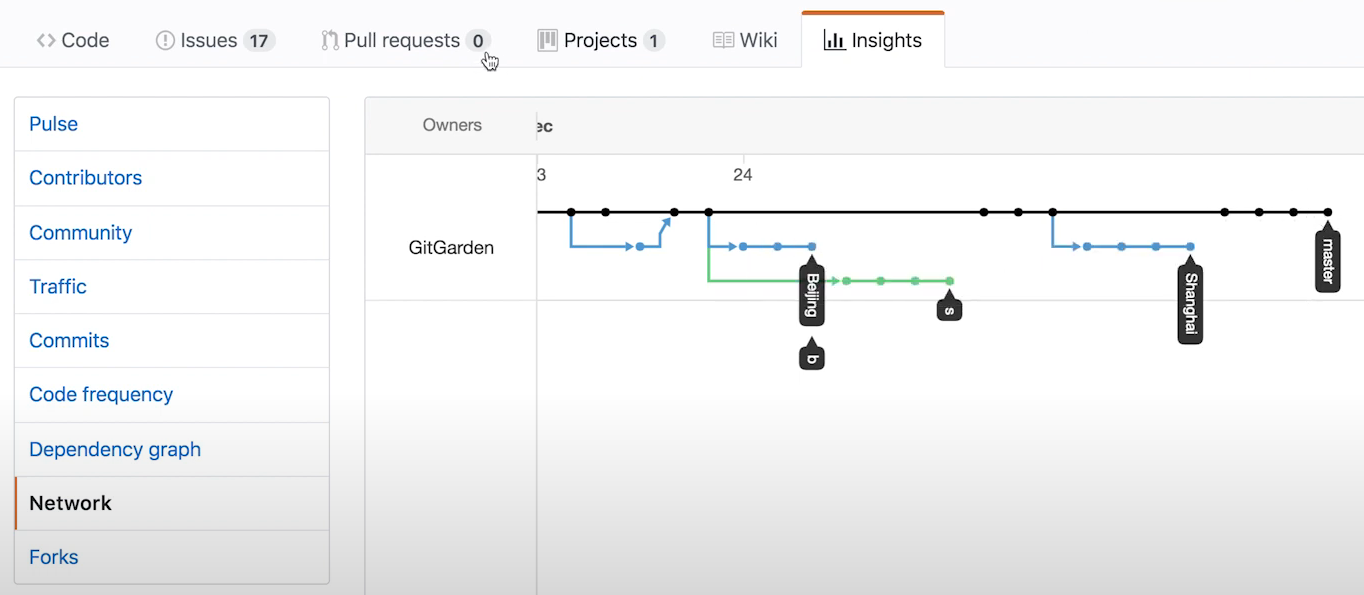 Code Issues 17 Pull requests 0 Projects 1 Wiki Insights
Pulse
Contributors
Community
Traffic
Commits
Code frequency
Dependency graph
Network
Forks
Owners ec
3 24
GitGarden
Beijing
b
s
Shanghai
master